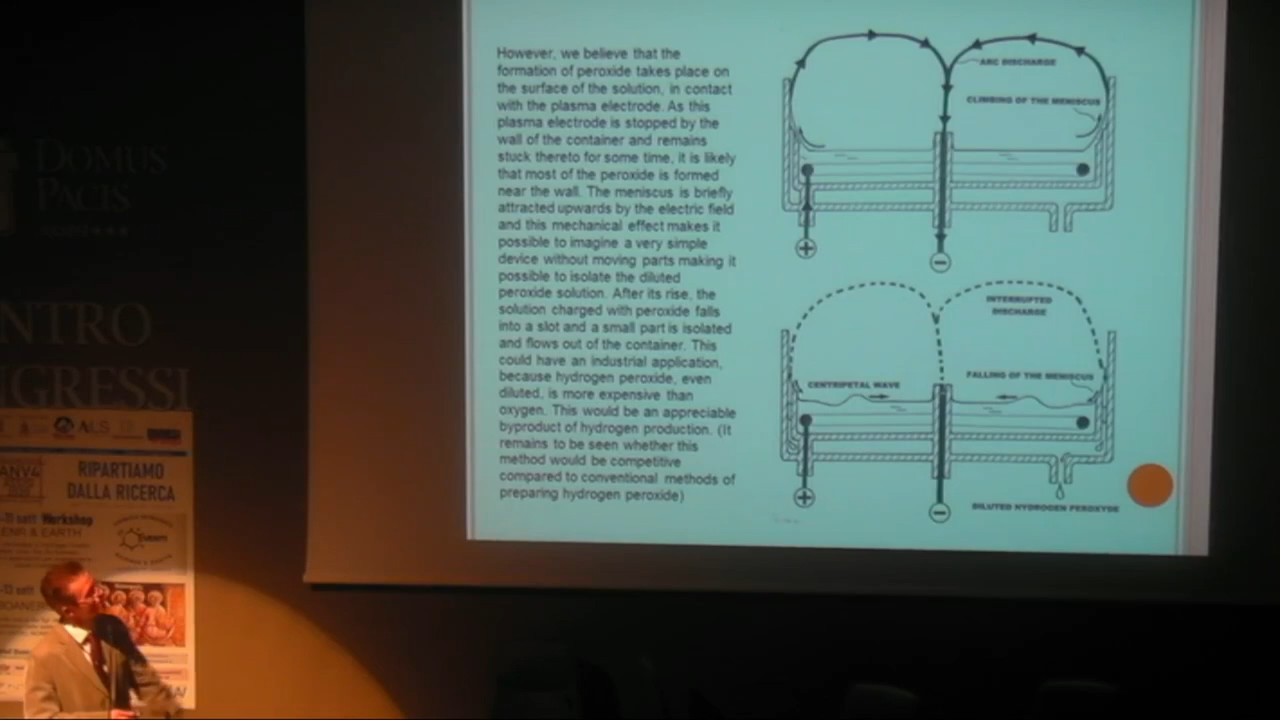 However, we believe that the
formation of peroxide takes place on
the surface of the solution, in contact
with the plasma electrode. As this
plasma electrode is stopped by the
wall of the container and remains
stuck thereto for some time, it is likely
that most of the peroxide is formed
near the wall. The meniscus is briefly
attracted upwards by the electric field
and this mechanical effect makes it
possible to imagine a very simple
device without moving parts making it
possible to isolate the diluted
peroxide solution. After its rise, the
solution charged with peroxide falls
into a slot and a small part is isolated
and flows out of the container. This
could have an industrial application,
because hydrogen peroxide, even
diluted, is more expensive than
oxygen. This would be an appreciable
byproduct of hydrogen production. (It
remains to be seen whether this
method would be competitive
compared to conventional methods of
preparing hydrogen peroxide)
ARC DISCHARGE
CLIMBING OF THE MENISCUS
+
−
INTERRUPTED
DISCHARGE
CENTRIPETAL WAVE
FALLING OF THE MENISCUS
+
−
DILUTED HYDROGEN PEROXYDE
DOMUS
PACIS
NTRO
NGRESSI
ALS
RIPARTIAMO
DALLA RICERCA
Workshop
LENR & EARTH